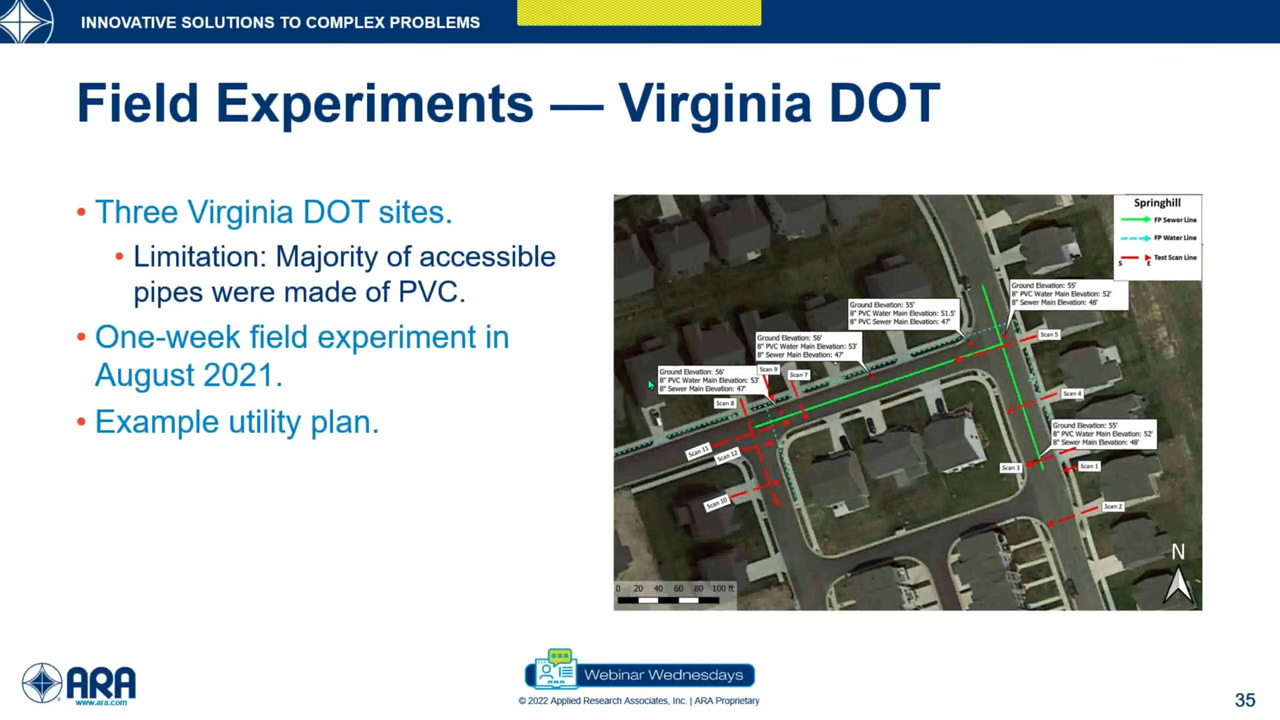 INNOVATIVE SOLUTIONS TO COMPLEX PROBLEMS
Field Experiments — Virginia DOT
• Three Virginia DOT sites.
• Limitation: Majority of accessible
pipes were made of PVC.
• One-week field experiment in
August 2021.
• Example utility plan.
Springhill
FP Sewer Line
FP Water Line
Test Scan Line
S E
Ground Elevation: 55'
8" PVC Water Main Elevation: 52'
8" Sewer Main Elevation: 48'
Ground Elevation: 55'
8" PVC Water Main Elevation: 51.5'
8" PVC Sewer Main Elevation: 47'
Scan 5
Ground Elevation: 56'
8" PVC Water Main Elevation: 53'
8" Sewer Main Elevation: 47'
Ground Elevation: 56'
8" PVC Water Main Elevation: 53'
8" Sewer Main Elevation: 47'
Scan 9
Scan 7
Scan 4
Scan 8
Ground Elevation: 55'
8" PVC Water Main Elevation: 52'
8" Sewer Main Elevation: 48'
Scan 11
Scan 12
Scan 3
Scan 1
Scan 10
Scan 2
N
0 20 40 60 80 100 ft
ARA
www.ara.com
Webinar Wednesdays
© 2022 Applied Research Associates, Inc. | ARA Proprietary
35